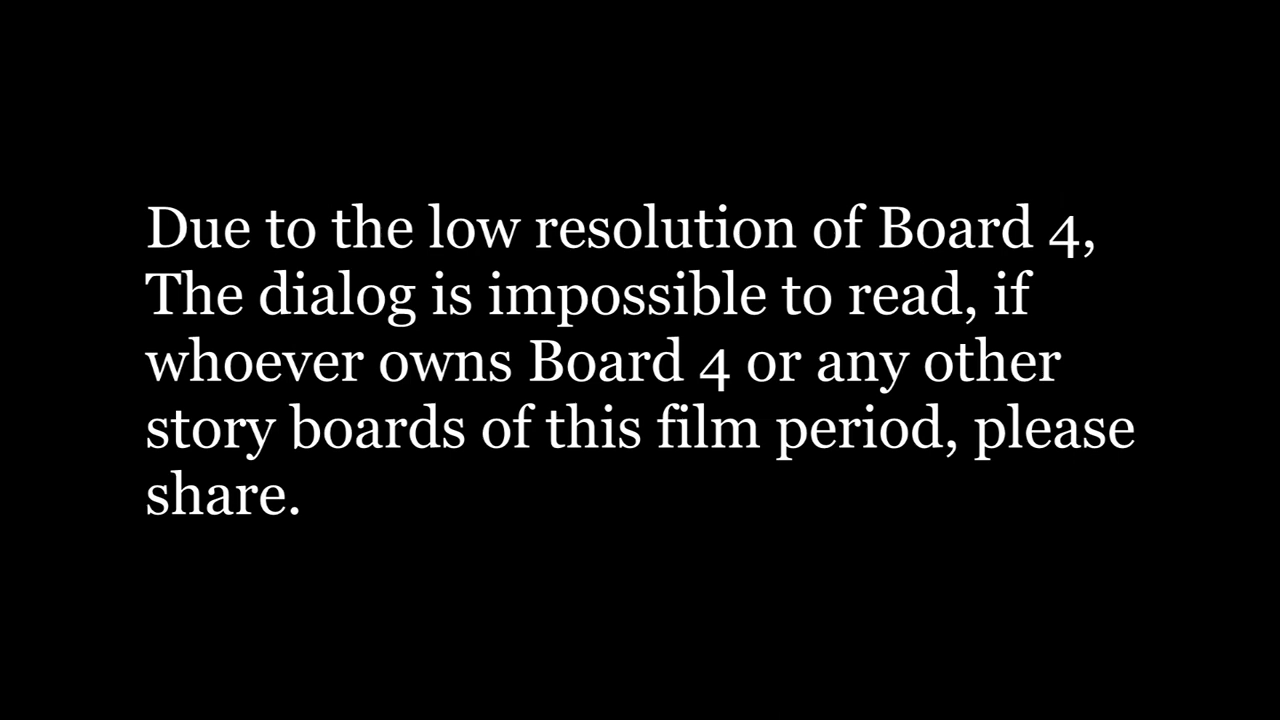 Due to the low resolution of Board 4,
The dialog is impossible to read, if
whoever owns Board 4 or any other
story boards of this film period, please
share.